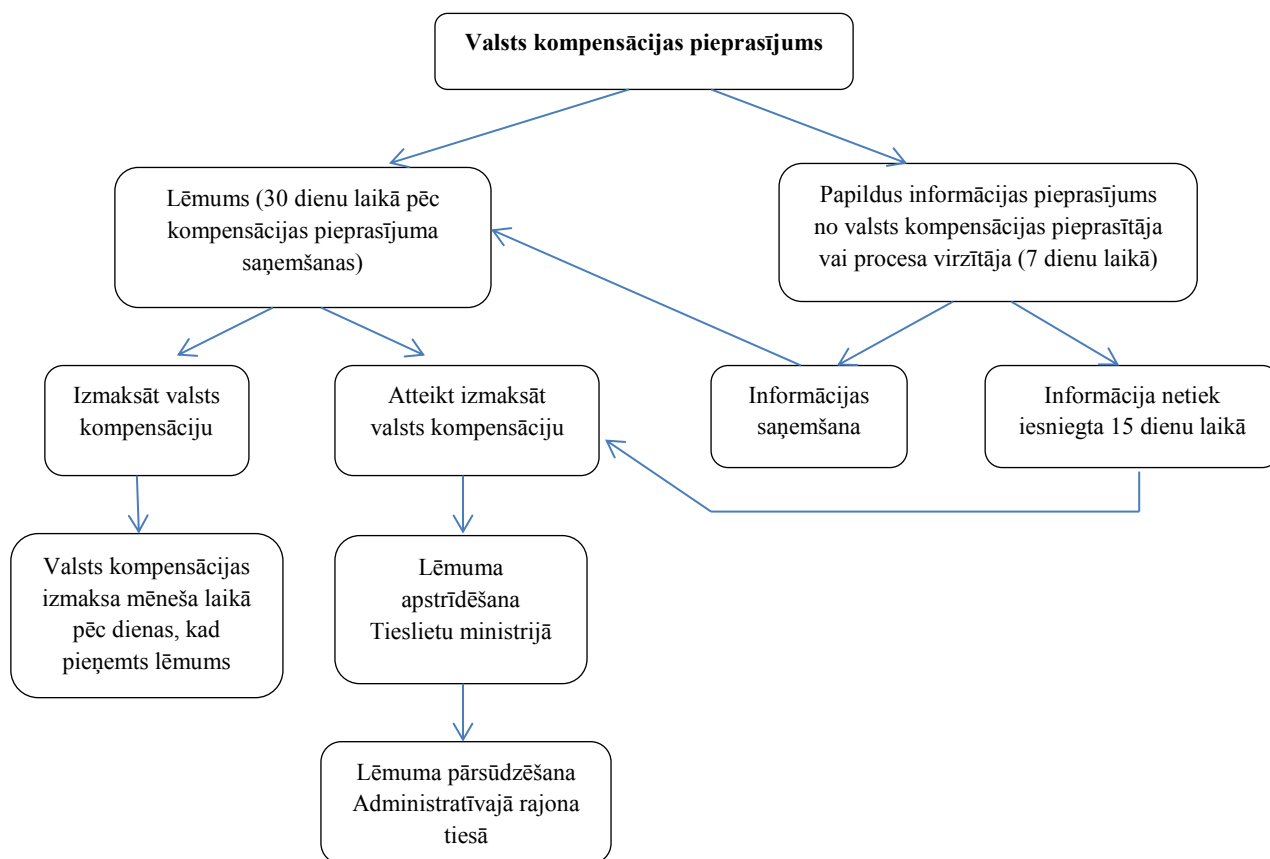 Valsts kompensācijas pieprasījums
Lēmums (30 dienu laikā pēc
kompensācijas pieprasījuma
saņemšanas)
Papildus informācijas pieprasījums
no valsts kompensācijas pieprasītāja
vai procesa virzītāja (7 dienu laikā)
Izmaksāt valsts
kompensāciju
Atteikt izmaksāt
valsts kompensāciju
Informācijas
saņemšana
Informācija netiek
iesniegta 15 dienu laikā
Valsts kompensācijas
izmaksa mēneša laikā
pēc dienas, kad
pieņemts lēmums
Lēmuma
apstrīdēšana
Tieslietu ministrijā
Lēmuma pārsūdzēšana
Administratīvajā rajona
tiesā